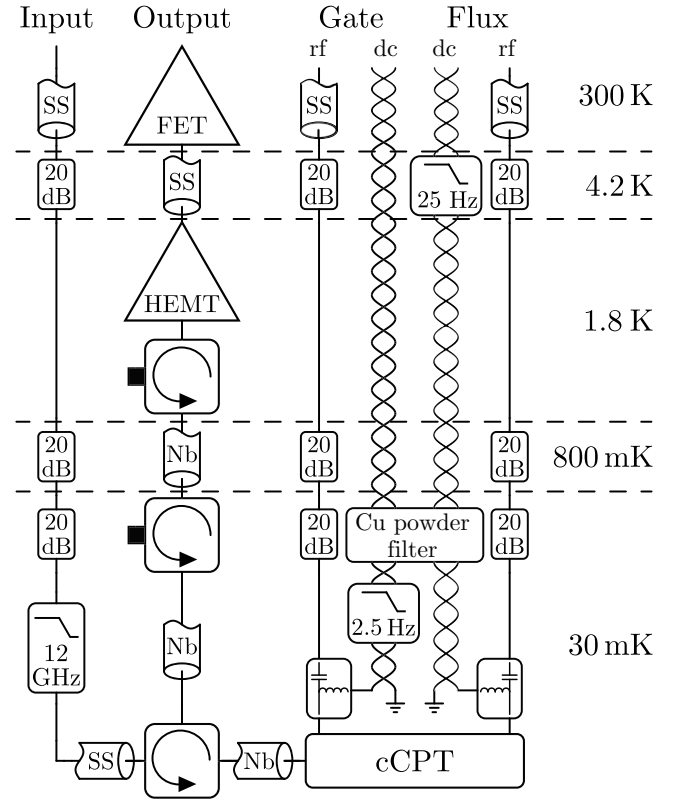 Input Output Gate Flux
rf dc dc rf
SS SS SS 300 K
FET
20 dB SS 20 dB 25 Hz 20 dB 4.2 K
HEMT 1.8 K
20 dB Nb 20 dB 20 dB 800 mK
20 dB 20 dB Cu powder filter 20 dB
2.5 Hz
12 GHz Nb 30 mK
SS Nb cCPT